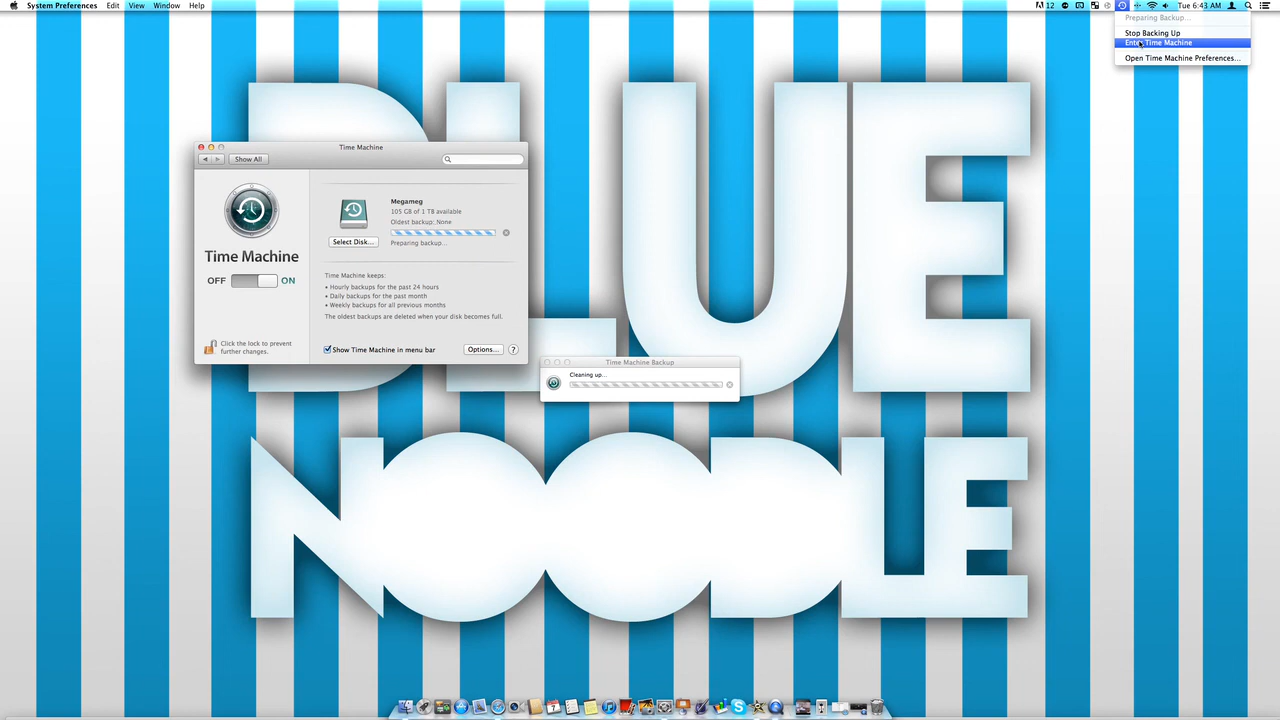 System Preferences Edit View Window Help
12 Tue 6:43 AM
Preparing Backup...
Stop Backing Up
Enter Time Machine
Open Time Machine Preferences...
BLUE
NOODLE
Time Machine
Show All
Time Machine
OFF ON
Click the lock to prevent
further changes.
Select Disk...
Megameg
105 GB of 1 TB available
Oldest backup: None
Preparing backup...
Time Machine keeps:
• Hourly backups for the past 24 hours
• Daily backups for the past month
• Weekly backups for all previous months
The oldest backups are deleted when your disk becomes full.
Show Time Machine in menu bar
Options... ?
Time Machine Backup
Cleaning up...
7